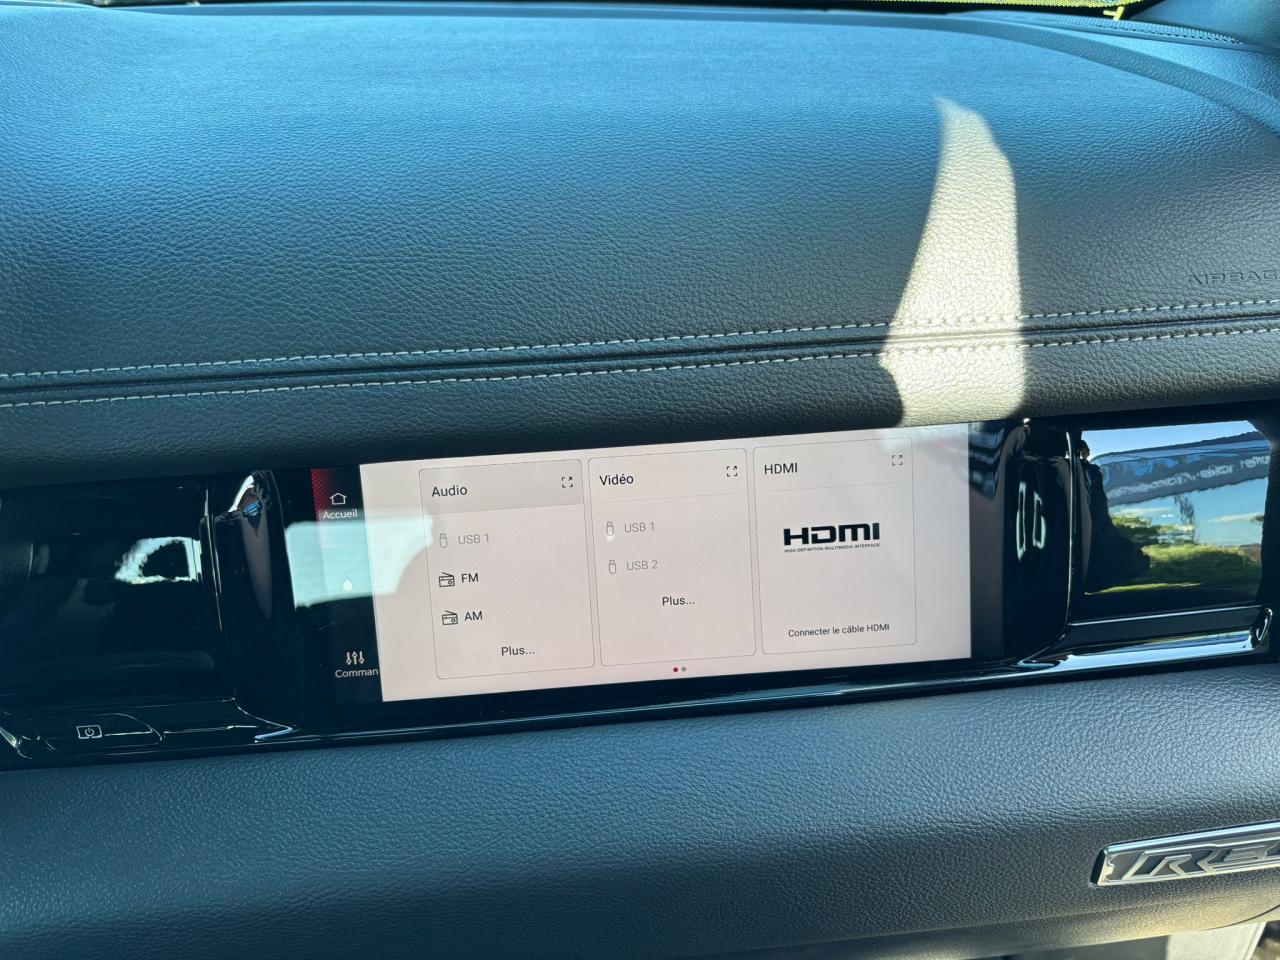 AIRBAG
Accueil
Comman
Audio
USB 1
FM
AM
Plus...
Vidéo
USB 1
USB 2
Plus...
HDMI
HDMI
HIGH-DEFINITION MULTIMEDIA INTERFACE
Connecter le câble HDMI